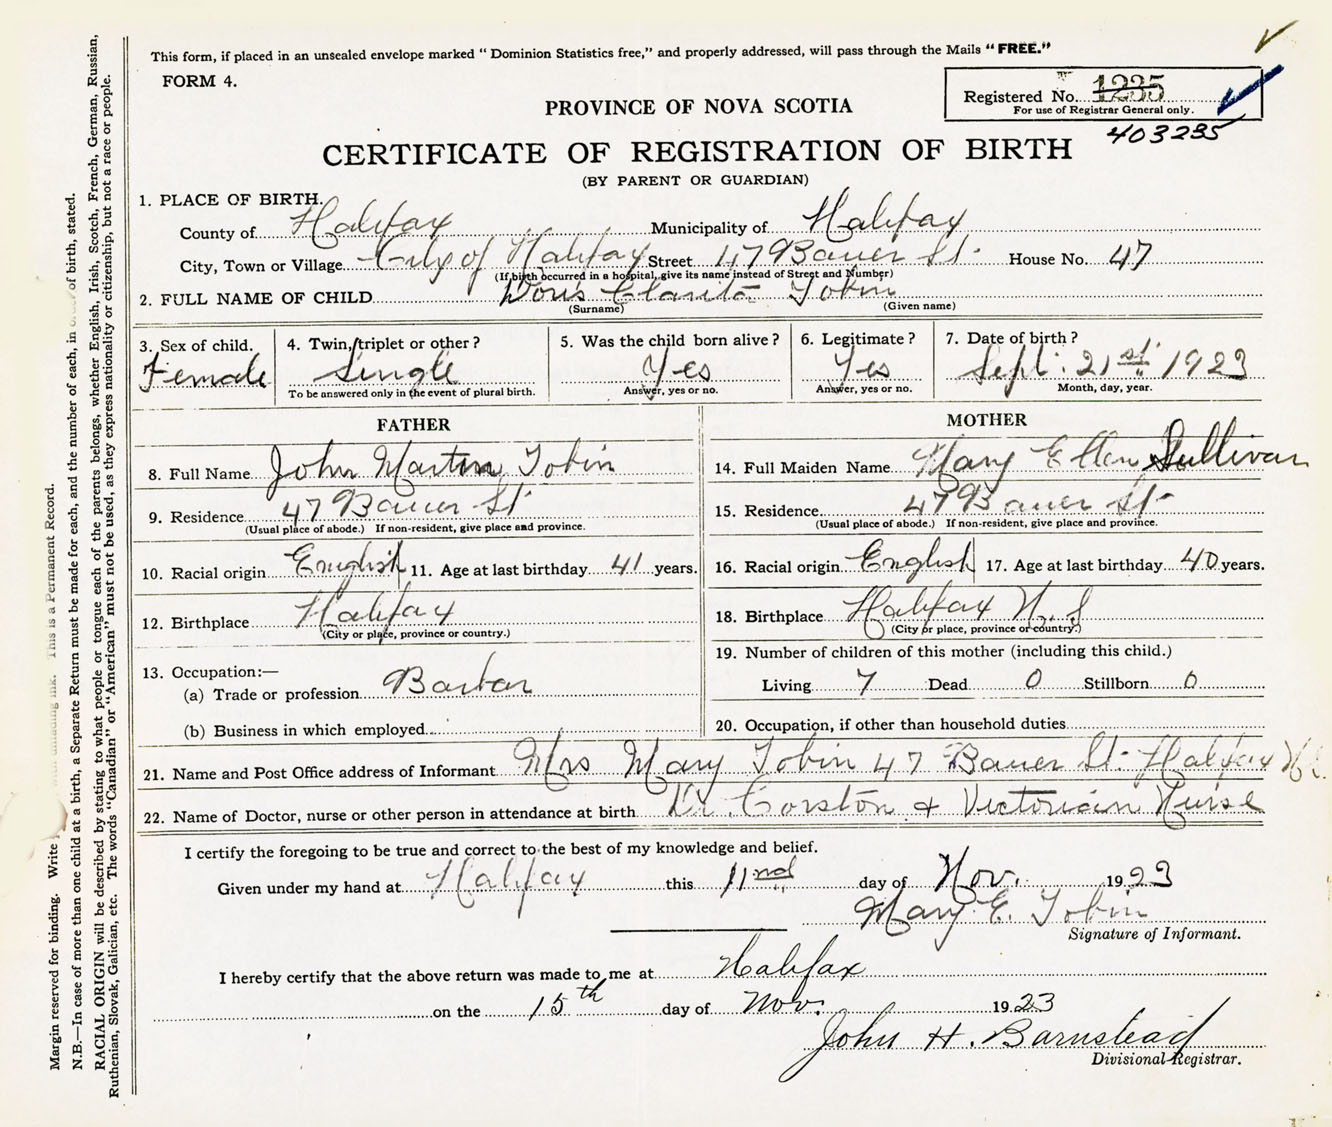 This form, if placed in an unsealed envelope marked “ Dominion Statistics free,” and properly addressed, will pass through the Mails “ FREE.”
FORM 4.
Registered No. 1235
For use of Registrar General only.
403235
PROVINCE OF NOVA SCOTIA
CERTIFICATE OF REGISTRATION OF BIRTH
(BY PARENT OR GUARDIAN)
1. PLACE OF BIRTH.
County of Halifax Municipality of Halifax
City, Town or Village City of Halifax Street 47 Bauer St. House No. 47
(If birth occurred in a hospital, give its name instead of Street and Number)
2. FULL NAME OF CHILD Doris Clarita Tobin
(Surname) (Given name)
3. Sex of child. Female
4. Twin, triplet or other? Single
To be answered only in the event of plural birth.
5. Was the child born alive? Yes
Answer, yes or no.
6. Legitimate? Yes
Answer, yes or no.
7. Date of birth? Sept. 21st. 1923
Month, day, year.
FATHER
8. Full Name John Martin Tobin
9. Residence 47 Bauer St
(Usual place of abode.) If non-resident, give place and province.
10. Racial origin English 11. Age at last birthday 41 years.
12. Birthplace Halifax
(City or place, province or country.)
13. Occupation:—
(a) Trade or profession Barbar
(b) Business in which employed
MOTHER
14. Full Maiden Name Mary Ellen Sullivan
15. Residence 47 Bauer St
(Usual place of abode.) If non-resident, give place and province.
16. Racial origin English 17. Age at last birthday 40 years.
18. Birthplace Halifax N.S
(City or place, province or country.)
19. Number of children of this mother (including this child.)
Living 7 Dead 0 Stillborn 0
20. Occupation, if other than household duties
21. Name and Post Office address of Informant Mrs Mary Tobin 47 Bauer St. Halifax N.S.
22. Name of Doctor, nurse or other person in attendance at birth Dr. Corston + Victorian Nurse
I certify the foregoing to be true and correct to the best of my knowledge and belief.
Given under my hand at Halifax this 11nd day of Nov. 1923
Mary E. Tobin
Signature of Informant.
I hereby certify that the above return was made to me at Halifax
on the 15th day of Nov. 1923
John H. Barnstead
Divisional Registrar.
Margin reserved for binding. Write with unfading ink. This is a Permanent Record.
N.B.—In case of more than one child at a birth, a Separate Return must be made for each, and the number of each, in order of birth, stated.
RACIAL ORIGIN will be described by stating to what people or tongue each of the parents belongs, whether English, Irish, Scotch, French, German, Russian,
Ruthenian, Slovak, Galician, etc. The words “Canadian” or “American” must not be used, as they express nationality or citizenship, but not a race or people.